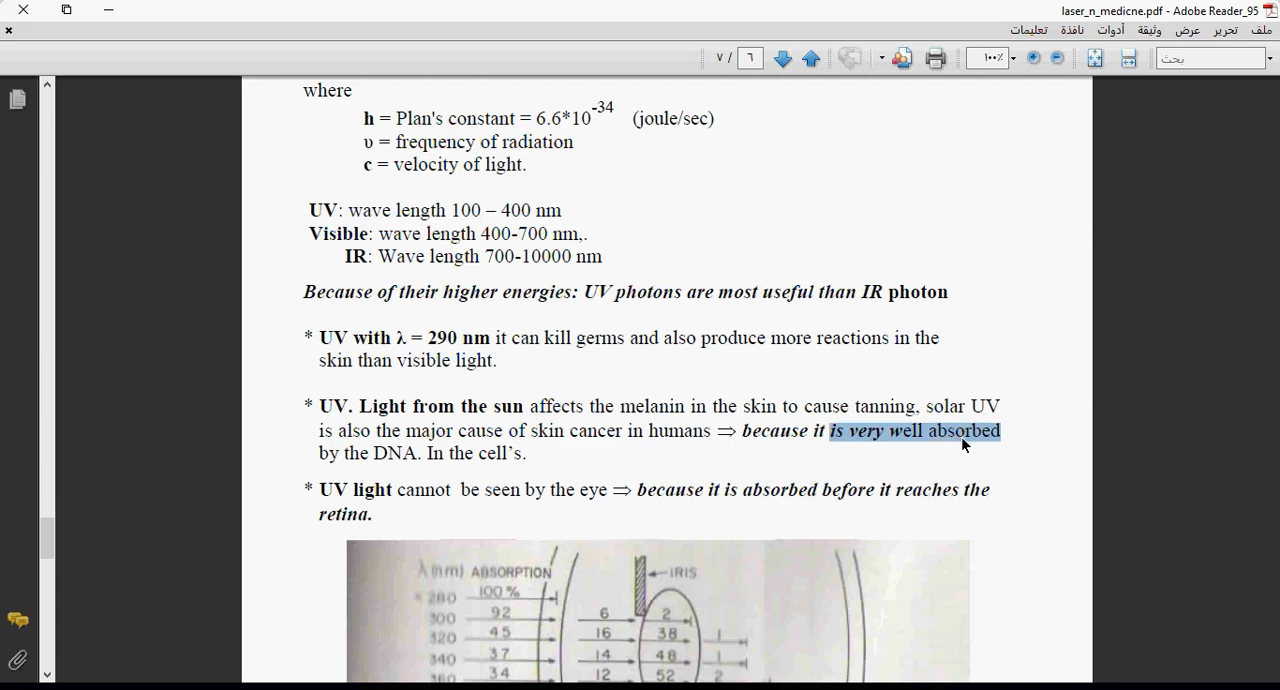 laser_n_medicne.pdf - Adobe Reader_95
ملف تحرير عرض وثيقة أدوات نافذة تعليمات
٧ / ٦ ١٠٠٪ بحث
where
h = Plan's constant = 6.6*10-34 (joule/sec)
υ = frequency of radiation
c = velocity of light.
UV: wave length 100 – 400 nm
Visible: wave length 400-700 nm,.
IR: Wave length 700-10000 nm
Because of their higher energies: UV photons are most useful than IR photon
* UV with λ = 290 nm it can kill germs and also produce more reactions in the
skin than visible light.
* UV. Light from the sun affects the melanin in the skin to cause tanning, solar UV
is also the major cause of skin cancer in humans ⇒ because it is very well absorbed
by the DNA. In the cell’s.
* UV light cannot be seen by the eye ⇒ because it is absorbed before it reaches the
retina.
λ (nm) ABSORPTION IRIS
280 100 %
300 92 6 2
320 45 16 38 1
340 37 14 48 1
360 34 12 52 2